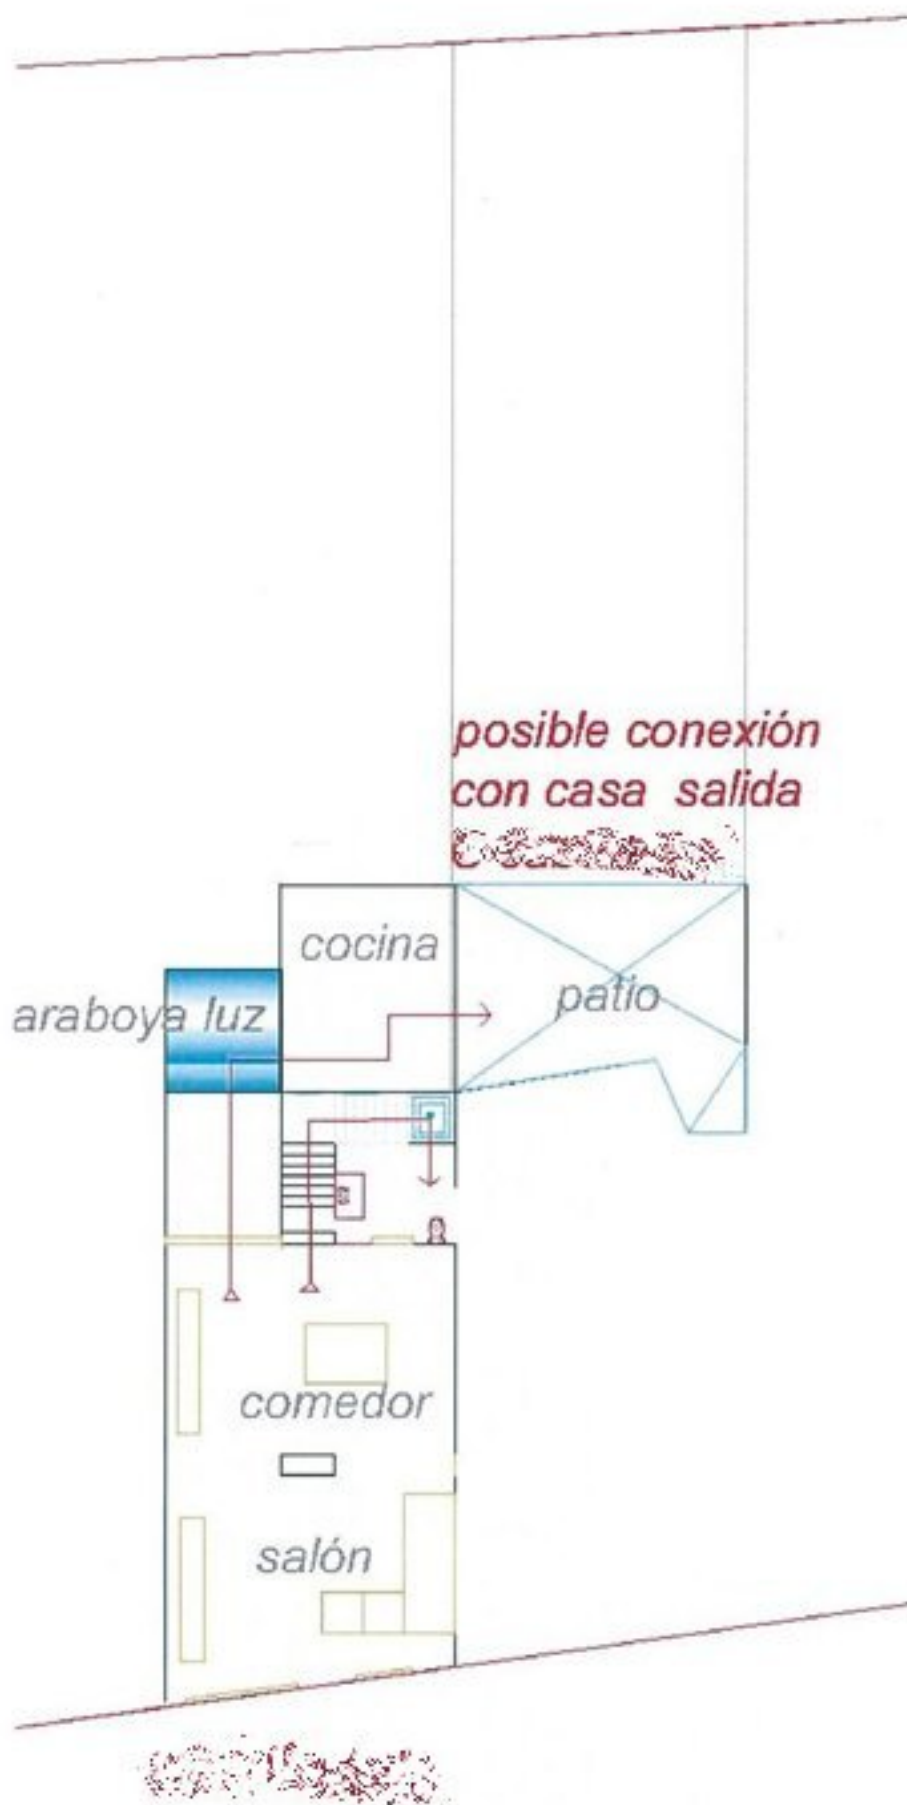 posible conexión
con casa salida
cocina
araboya luz
patio
comedor
salón